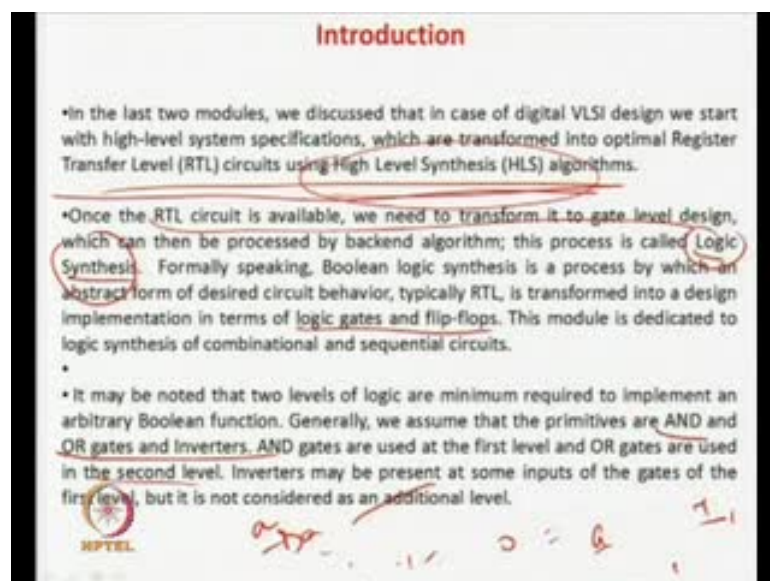 Introduction
•In the last two modules, we discussed that in case of digital VLSI design we start
with high-level system specifications, which are transformed into optimal Register
Transfer Level (RTL) circuits using High Level Synthesis (HLS) algorithms.
•Once the RTL circuit is available, we need to transform it to gate level design,
which can then be processed by backend algorithm; this process is called Logic
Synthesis. Formally speaking, Boolean logic synthesis is a process by which an
abstract form of desired circuit behavior, typically RTL, is transformed into a design
implementation in terms of logic gates and flip-flops. This module is dedicated to
logic synthesis of combinational and sequential circuits.
•
• It may be noted that two levels of logic are minimum required to implement an
arbitrary Boolean function. Generally, we assume that the primitives are AND and
OR gates and Inverters. AND gates are used at the first level and OR gates are used
in the second level. Inverters may be present at some inputs of the gates of the
first level, but it is not considered as an additional level.
NPTEL